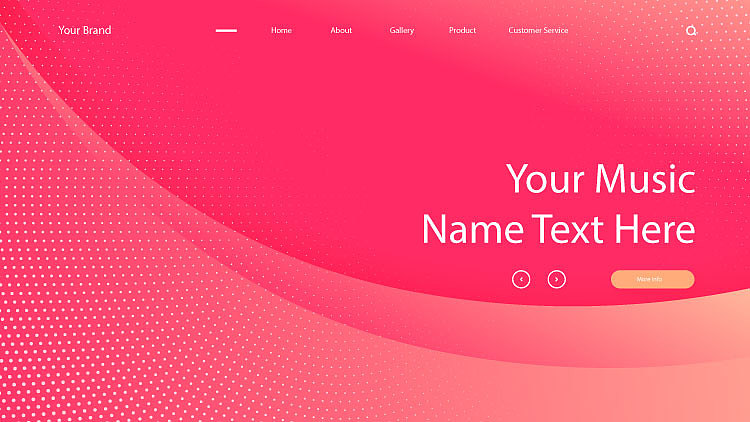 Your Brand
Home
About
Gallery
Product
Customer Service
Your Music
Name Text Here
More Info